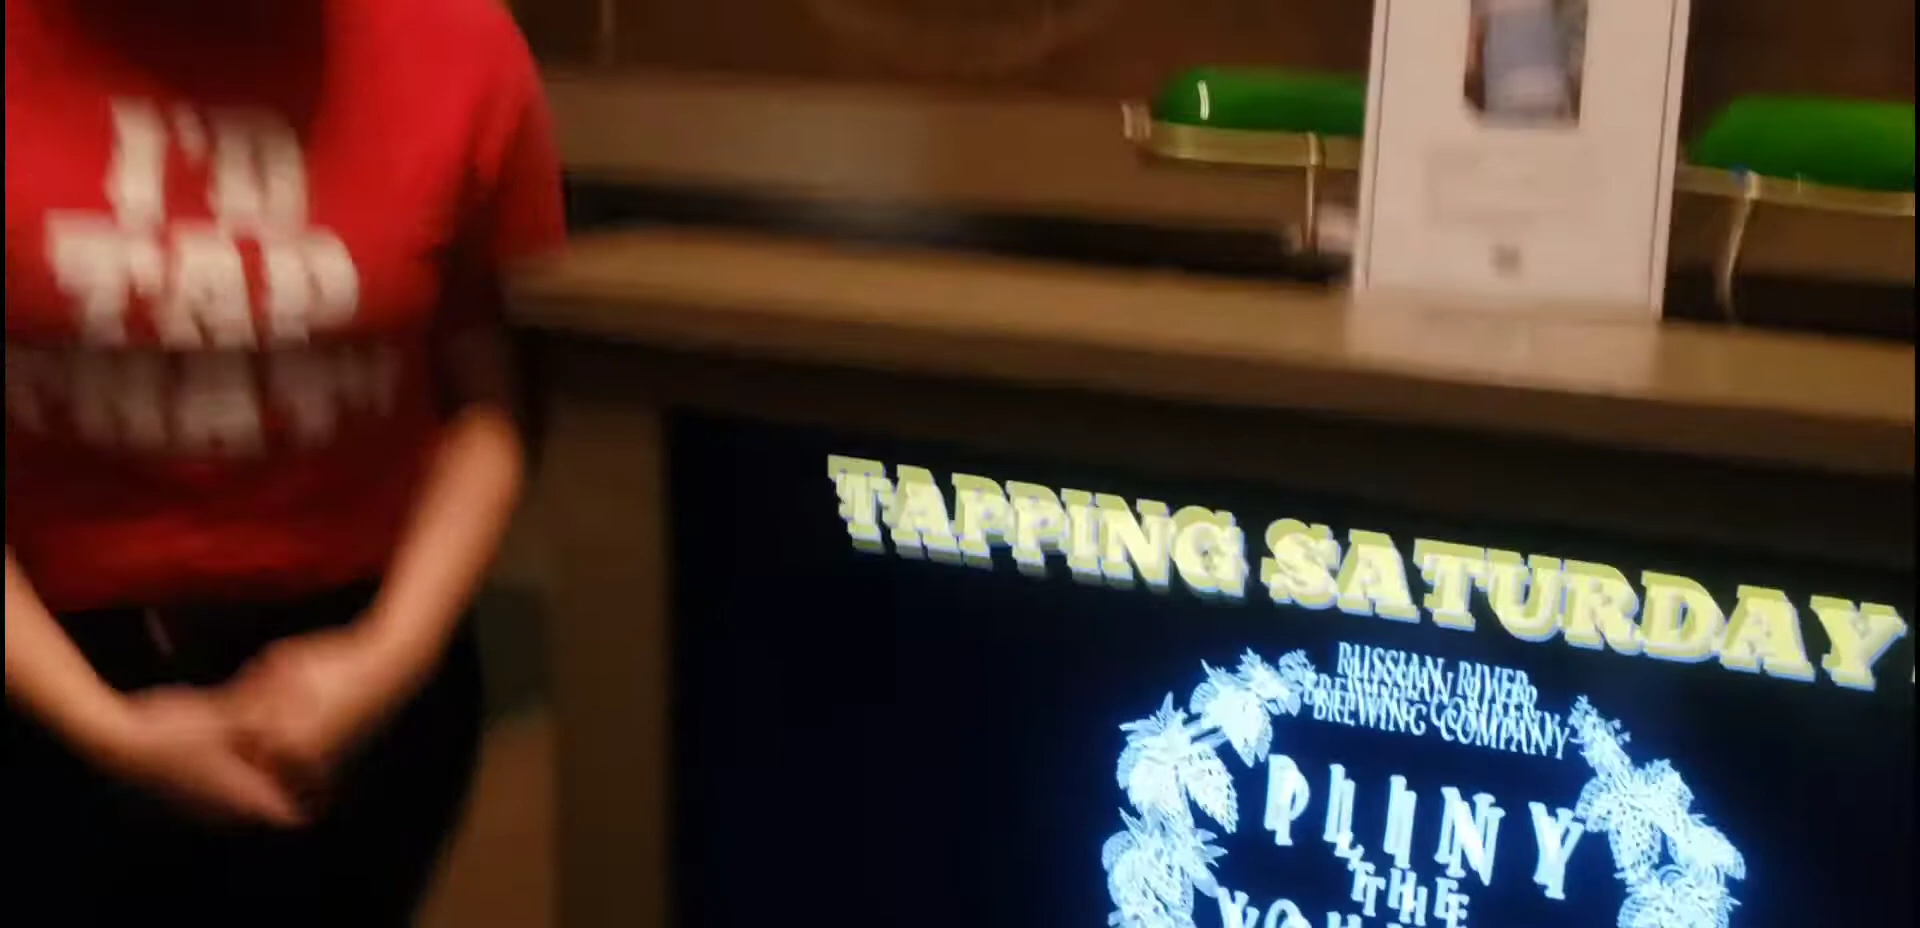 I'D
TAP
THAT
TAPPING SATURDAY
RUSSIAN RIVER
BREWING COMPANY
PLINY
THE